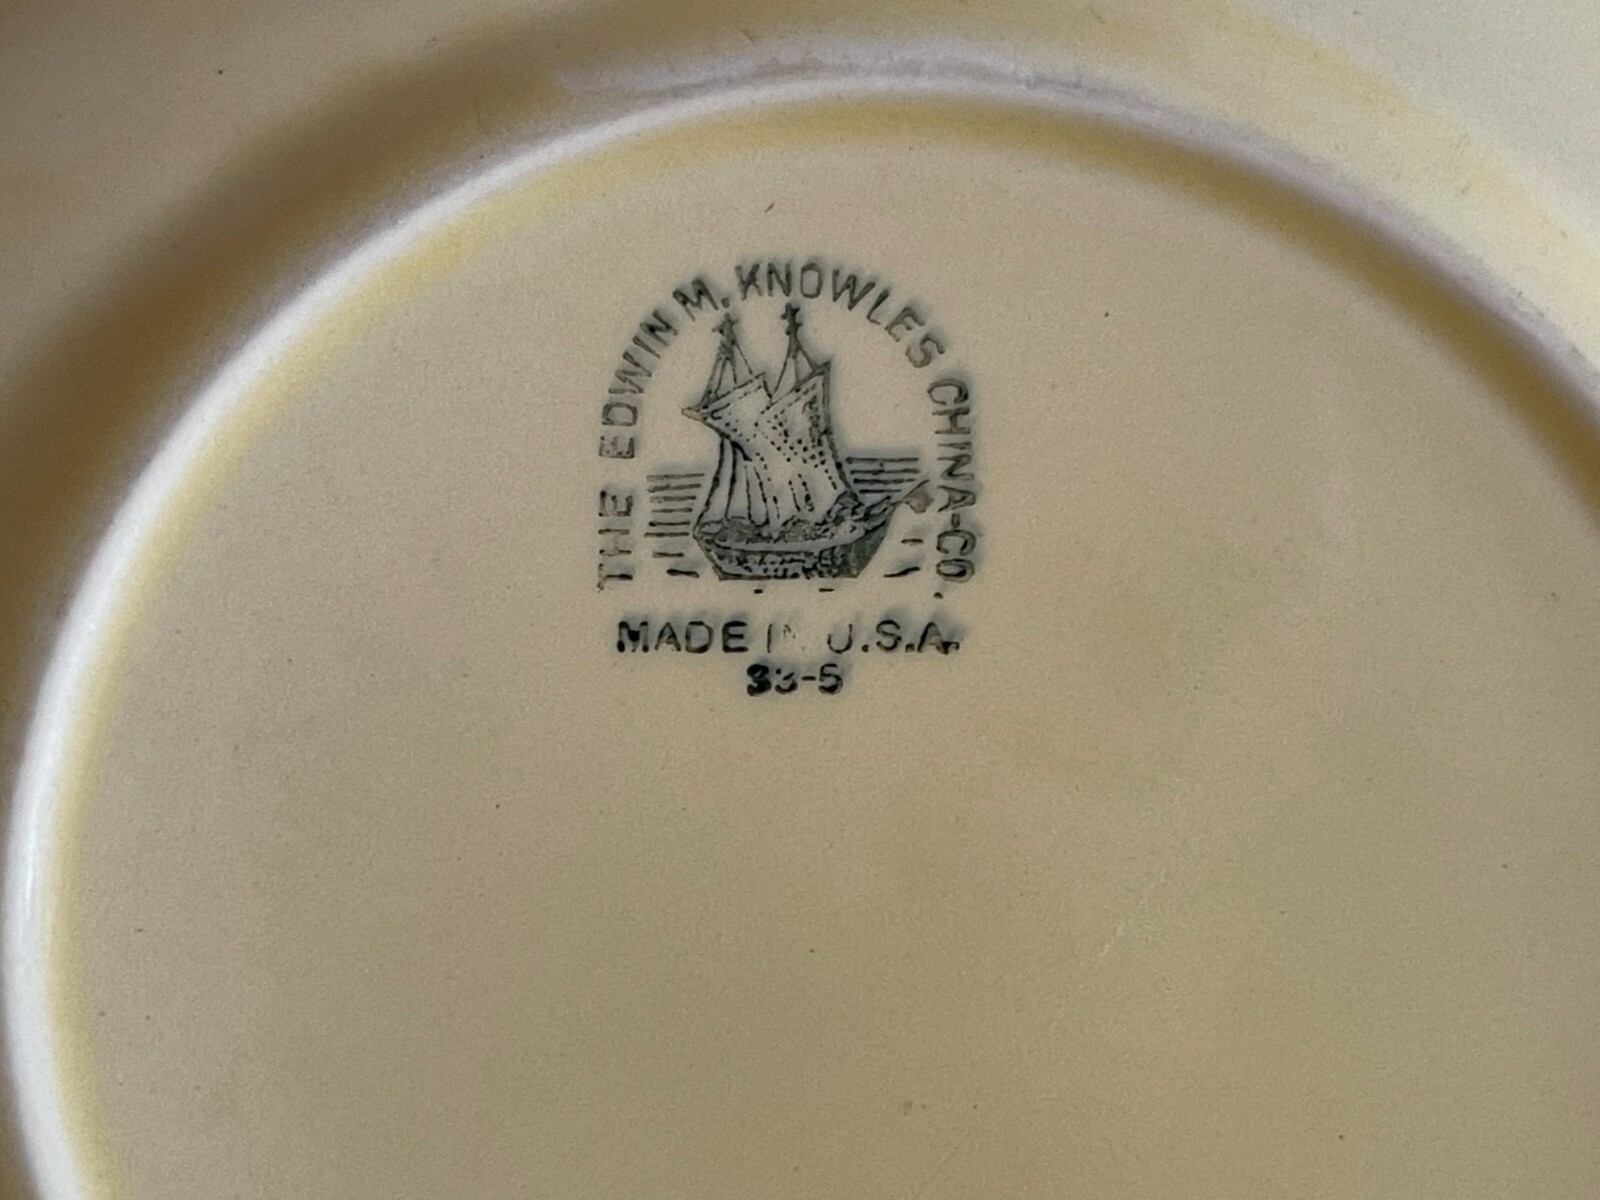 THE EDWIN M. KNOWLES CHINA-CO.
MADE IN U.S.A.
33-5